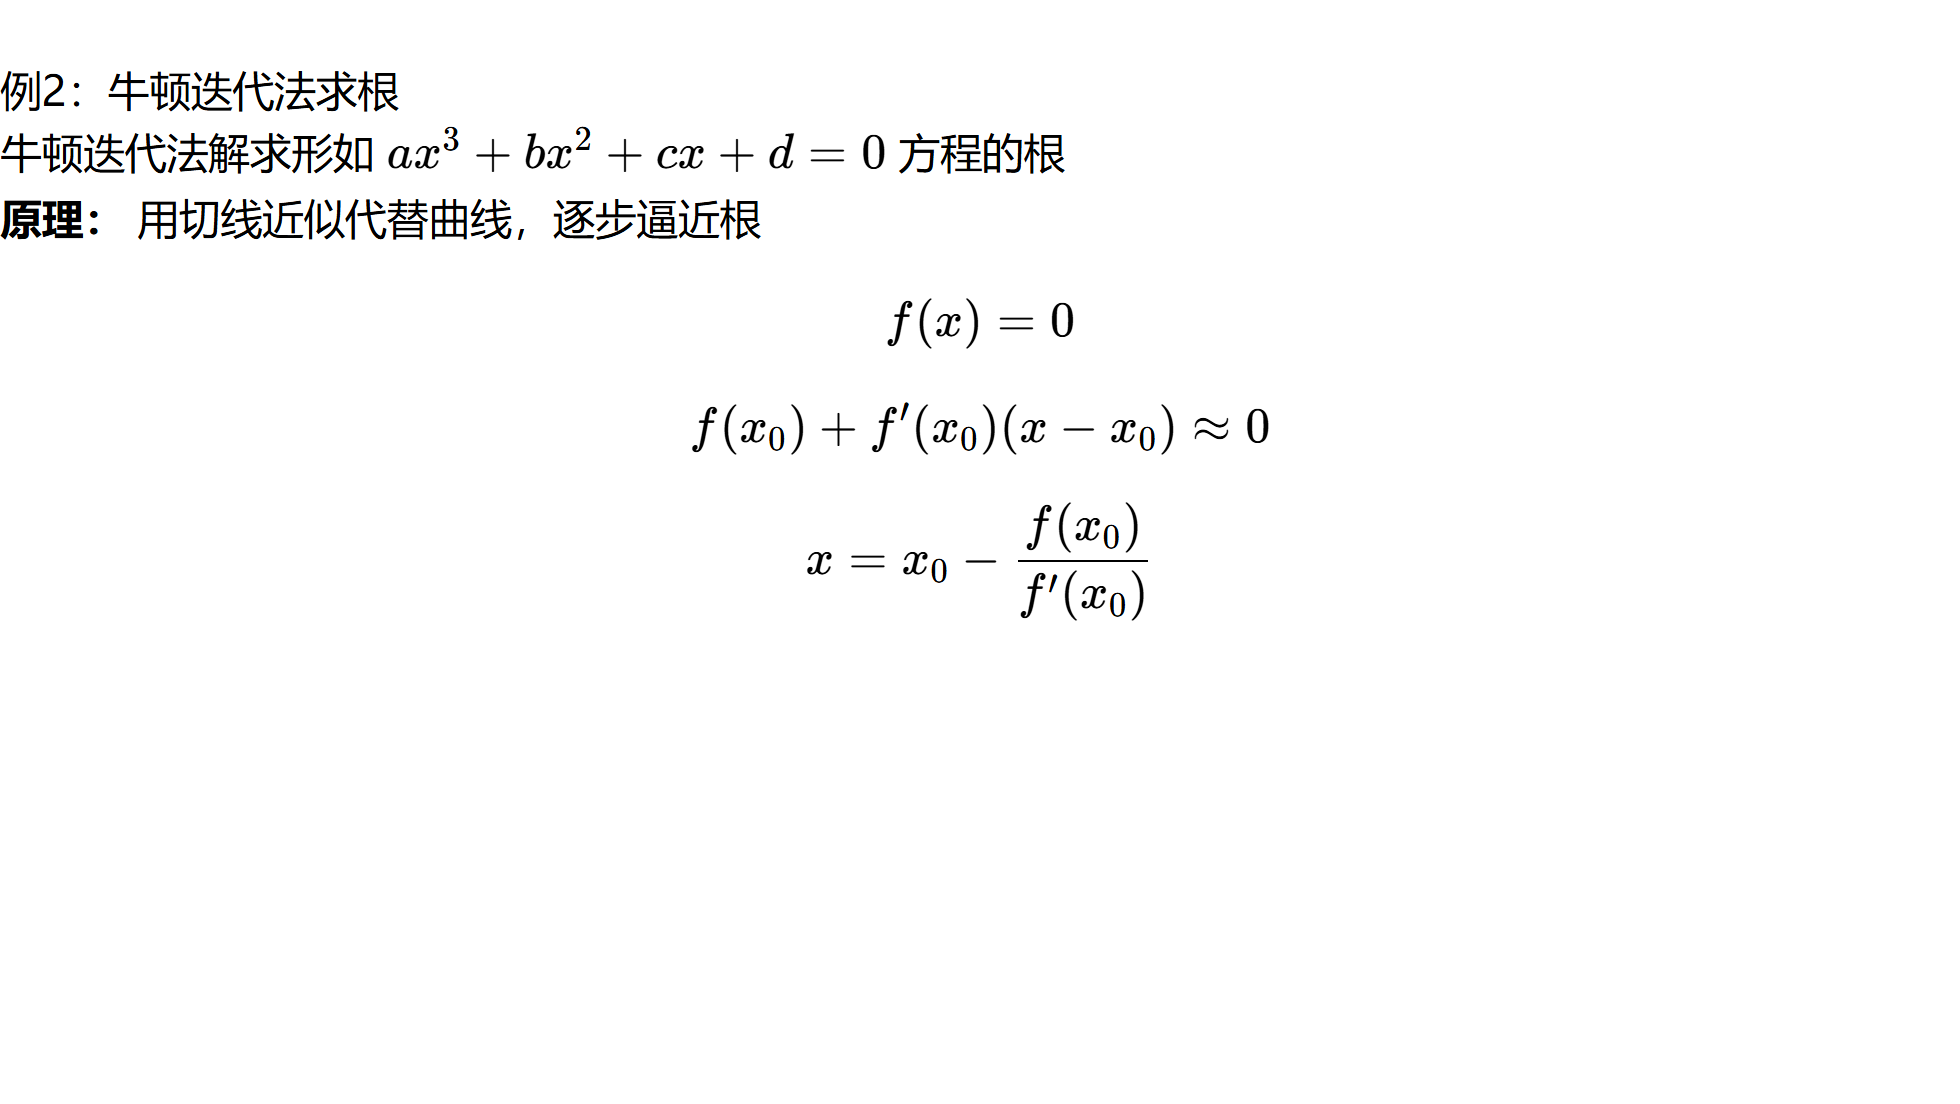 例2：牛顿迭代法求根
牛顿迭代法解求形如 $ax^3 + bx^2 + cx + d = 0$ 方程的根
原理： 用切线近似代替曲线，逐步逼近根
$f(x) = 0$
$f(x_0) + f'(x_0)(x - x_0) \approx 0$
$x = x_0 - \frac{f(x_0)}{f'(x_0)}$